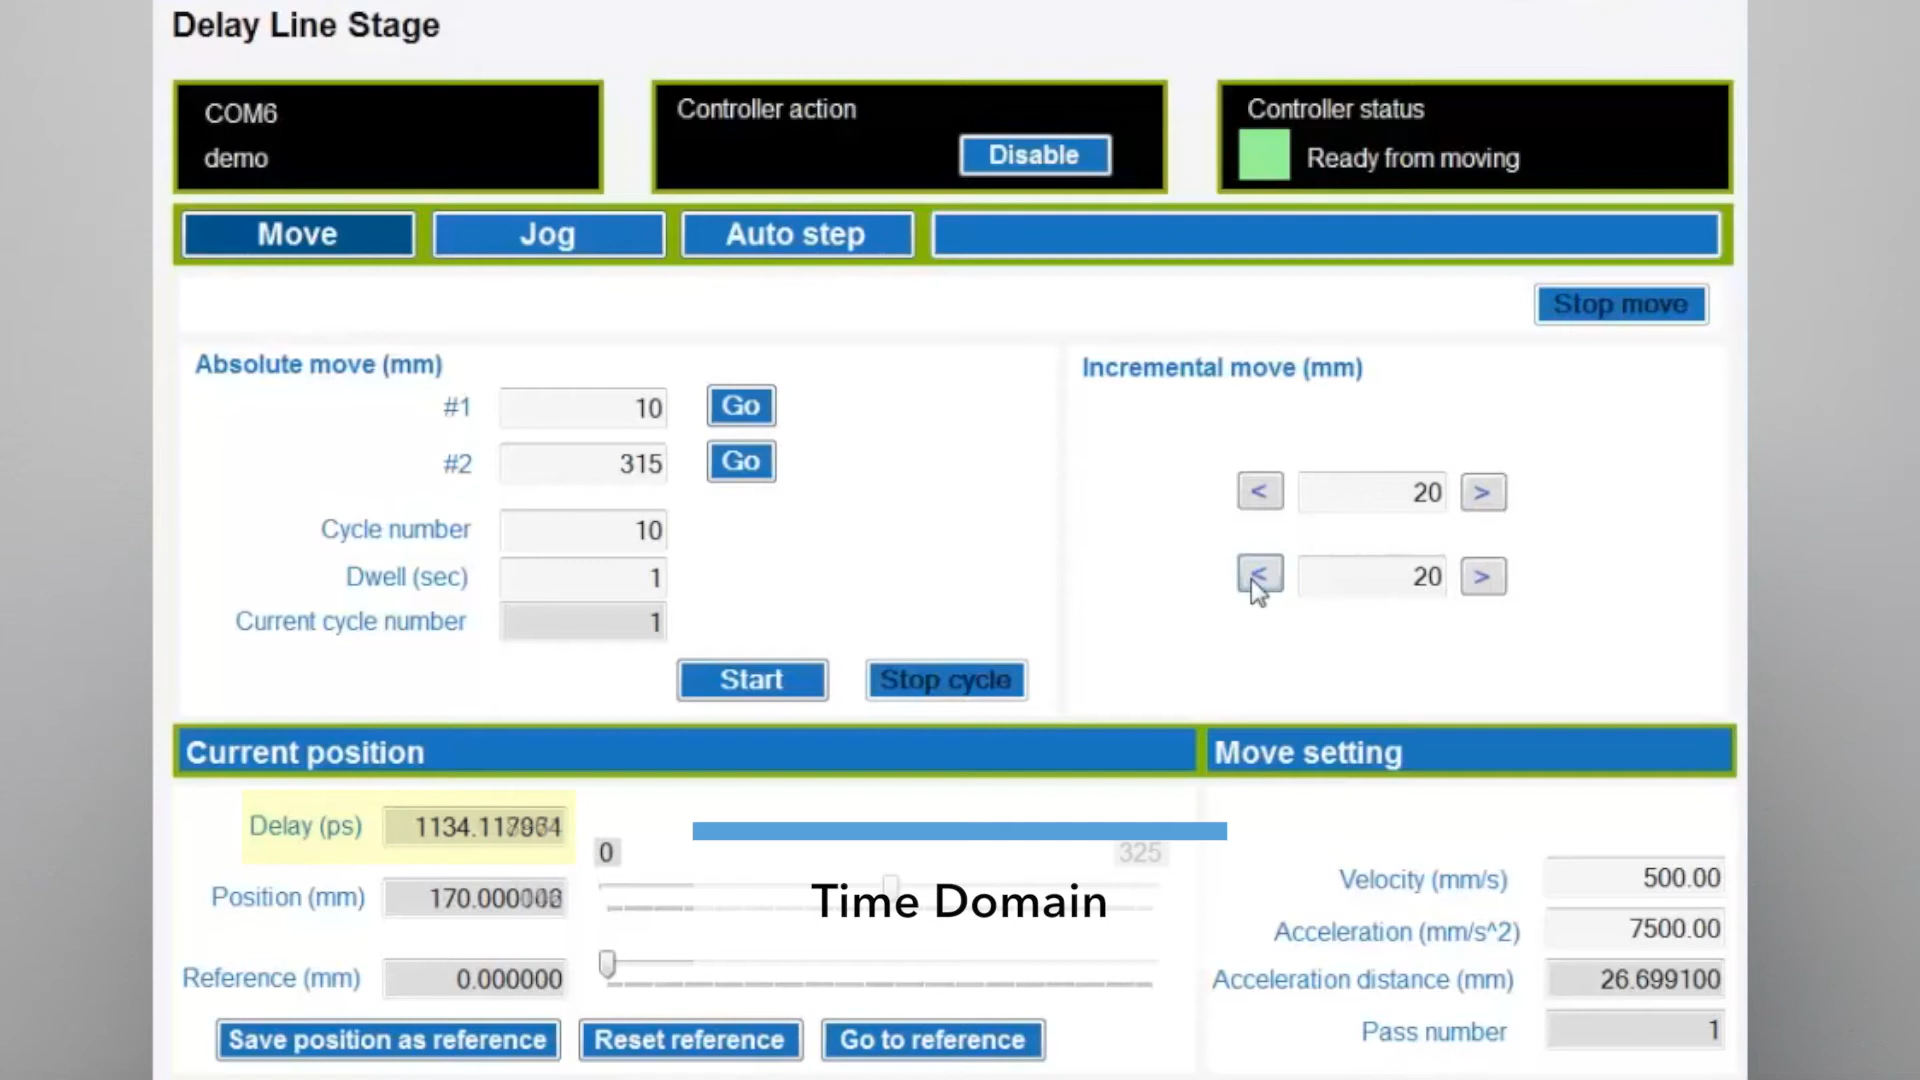 Delay Line Stage
COM6
demo
Controller action
Disable
Controller status
Ready from moving
Move
Jog
Auto step
Stop move
Absolute move (mm)
#1 10 Go
#2 315 Go
Cycle number 10
Dwell (sec) 1
Current cycle number 1
Start
Stop cycle
Incremental move (mm)
< 20 >
< 20 >
Current position
Move setting
Delay (ps)
0 325
Position (mm)
Time Domain
Reference (mm) 0.000000
Save position as reference
Reset reference
Go to reference
Velocity (mm/s) 500.00
Acceleration (mm/s^2) 7500.00
Acceleration distance (mm) 26.699100
Pass number 1